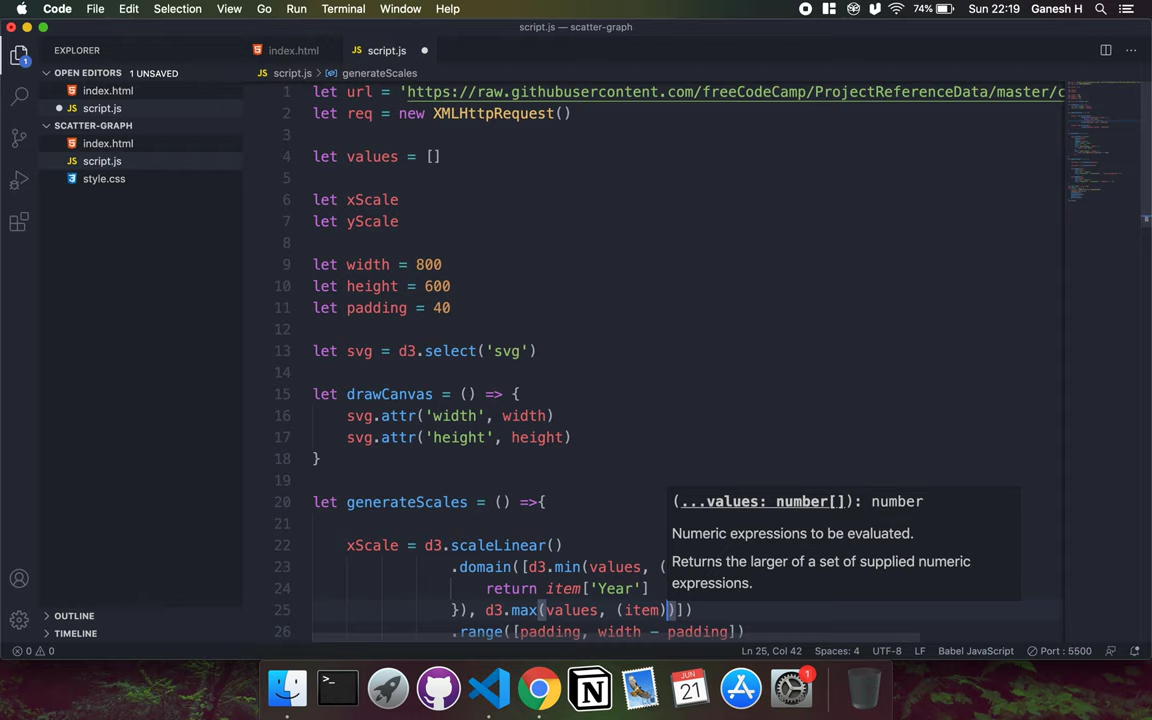 Code File Edit Selection View Go Run Terminal Window Help 74% Sun 22:19 Ganesh H
script.js — scatter-graph
EXPLORER
index.html
JS script.js
OPEN EDITORS 1 UNSAVED
JS script.js > generateScales
index.html
JS script.js
SCATTER-GRAPH
index.html
JS script.js
style.css
1 let url = 'https://raw.githubusercontent.com/freeCodeCamp/ProjectReferenceData/master/c
2 let req = new XMLHttpRequest()
3
4 let values = []
5
6 let xScale
7 let yScale
8
9 let width = 800
10 let height = 600
11 let padding = 40
12
13 let svg = d3.select('svg')
14
15 let drawCanvas = () => {
16 svg.attr('width', width)
17 svg.attr('height', height)
18 }
19
20 let generateScales = () =>{
21
22 xScale = d3.scaleLinear()
23 .domain([d3.min(values, (
24 return item['Year']
25 }), d3.max(values, (item))])
26 .range([padding, width - padding])
(...values: number[]): number
Numeric expressions to be evaluated.
Returns the larger of a set of supplied numeric
expressions.
OUTLINE
TIMELINE
0 0 Ln 25, Col 42 Spaces: 4 UTF-8 LF Babel JavaScript Port : 5500
JUN
21
1